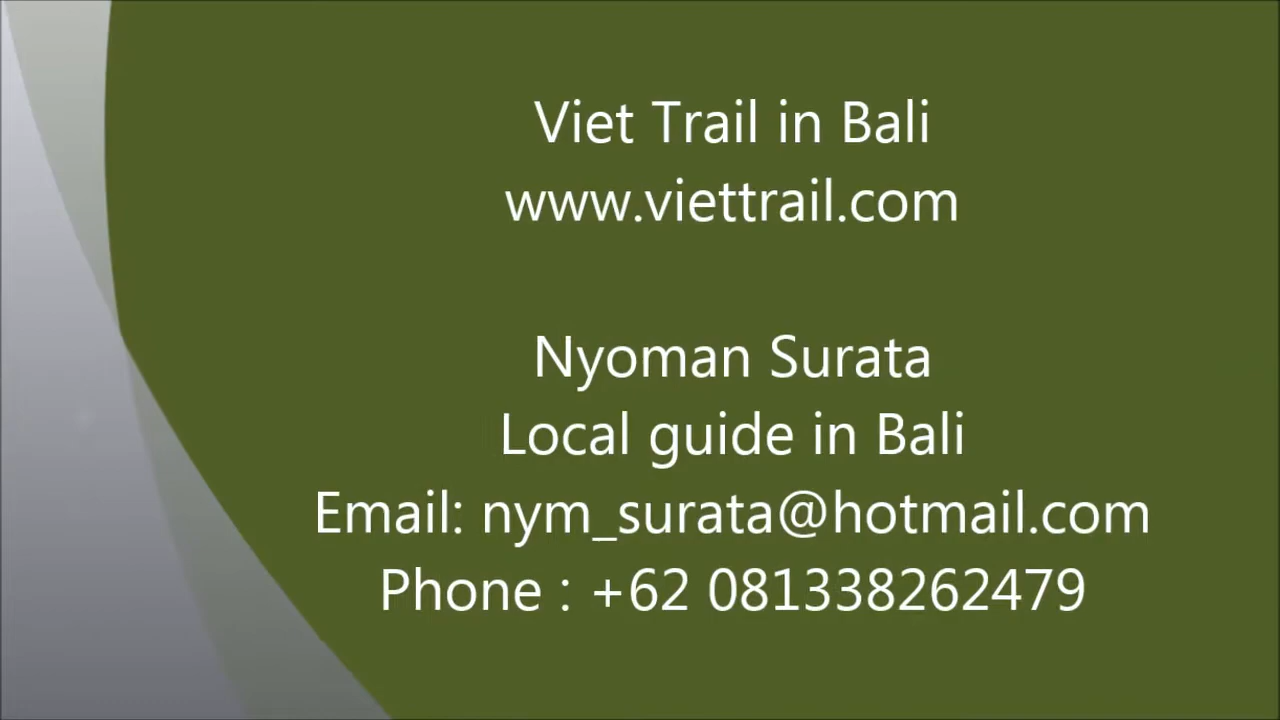 Viet Trail in Bali
www.viettrail.com
Nyoman Surata
Local guide in Bali
Email: nym_surata@hotmail.com
Phone : +62 081338262479